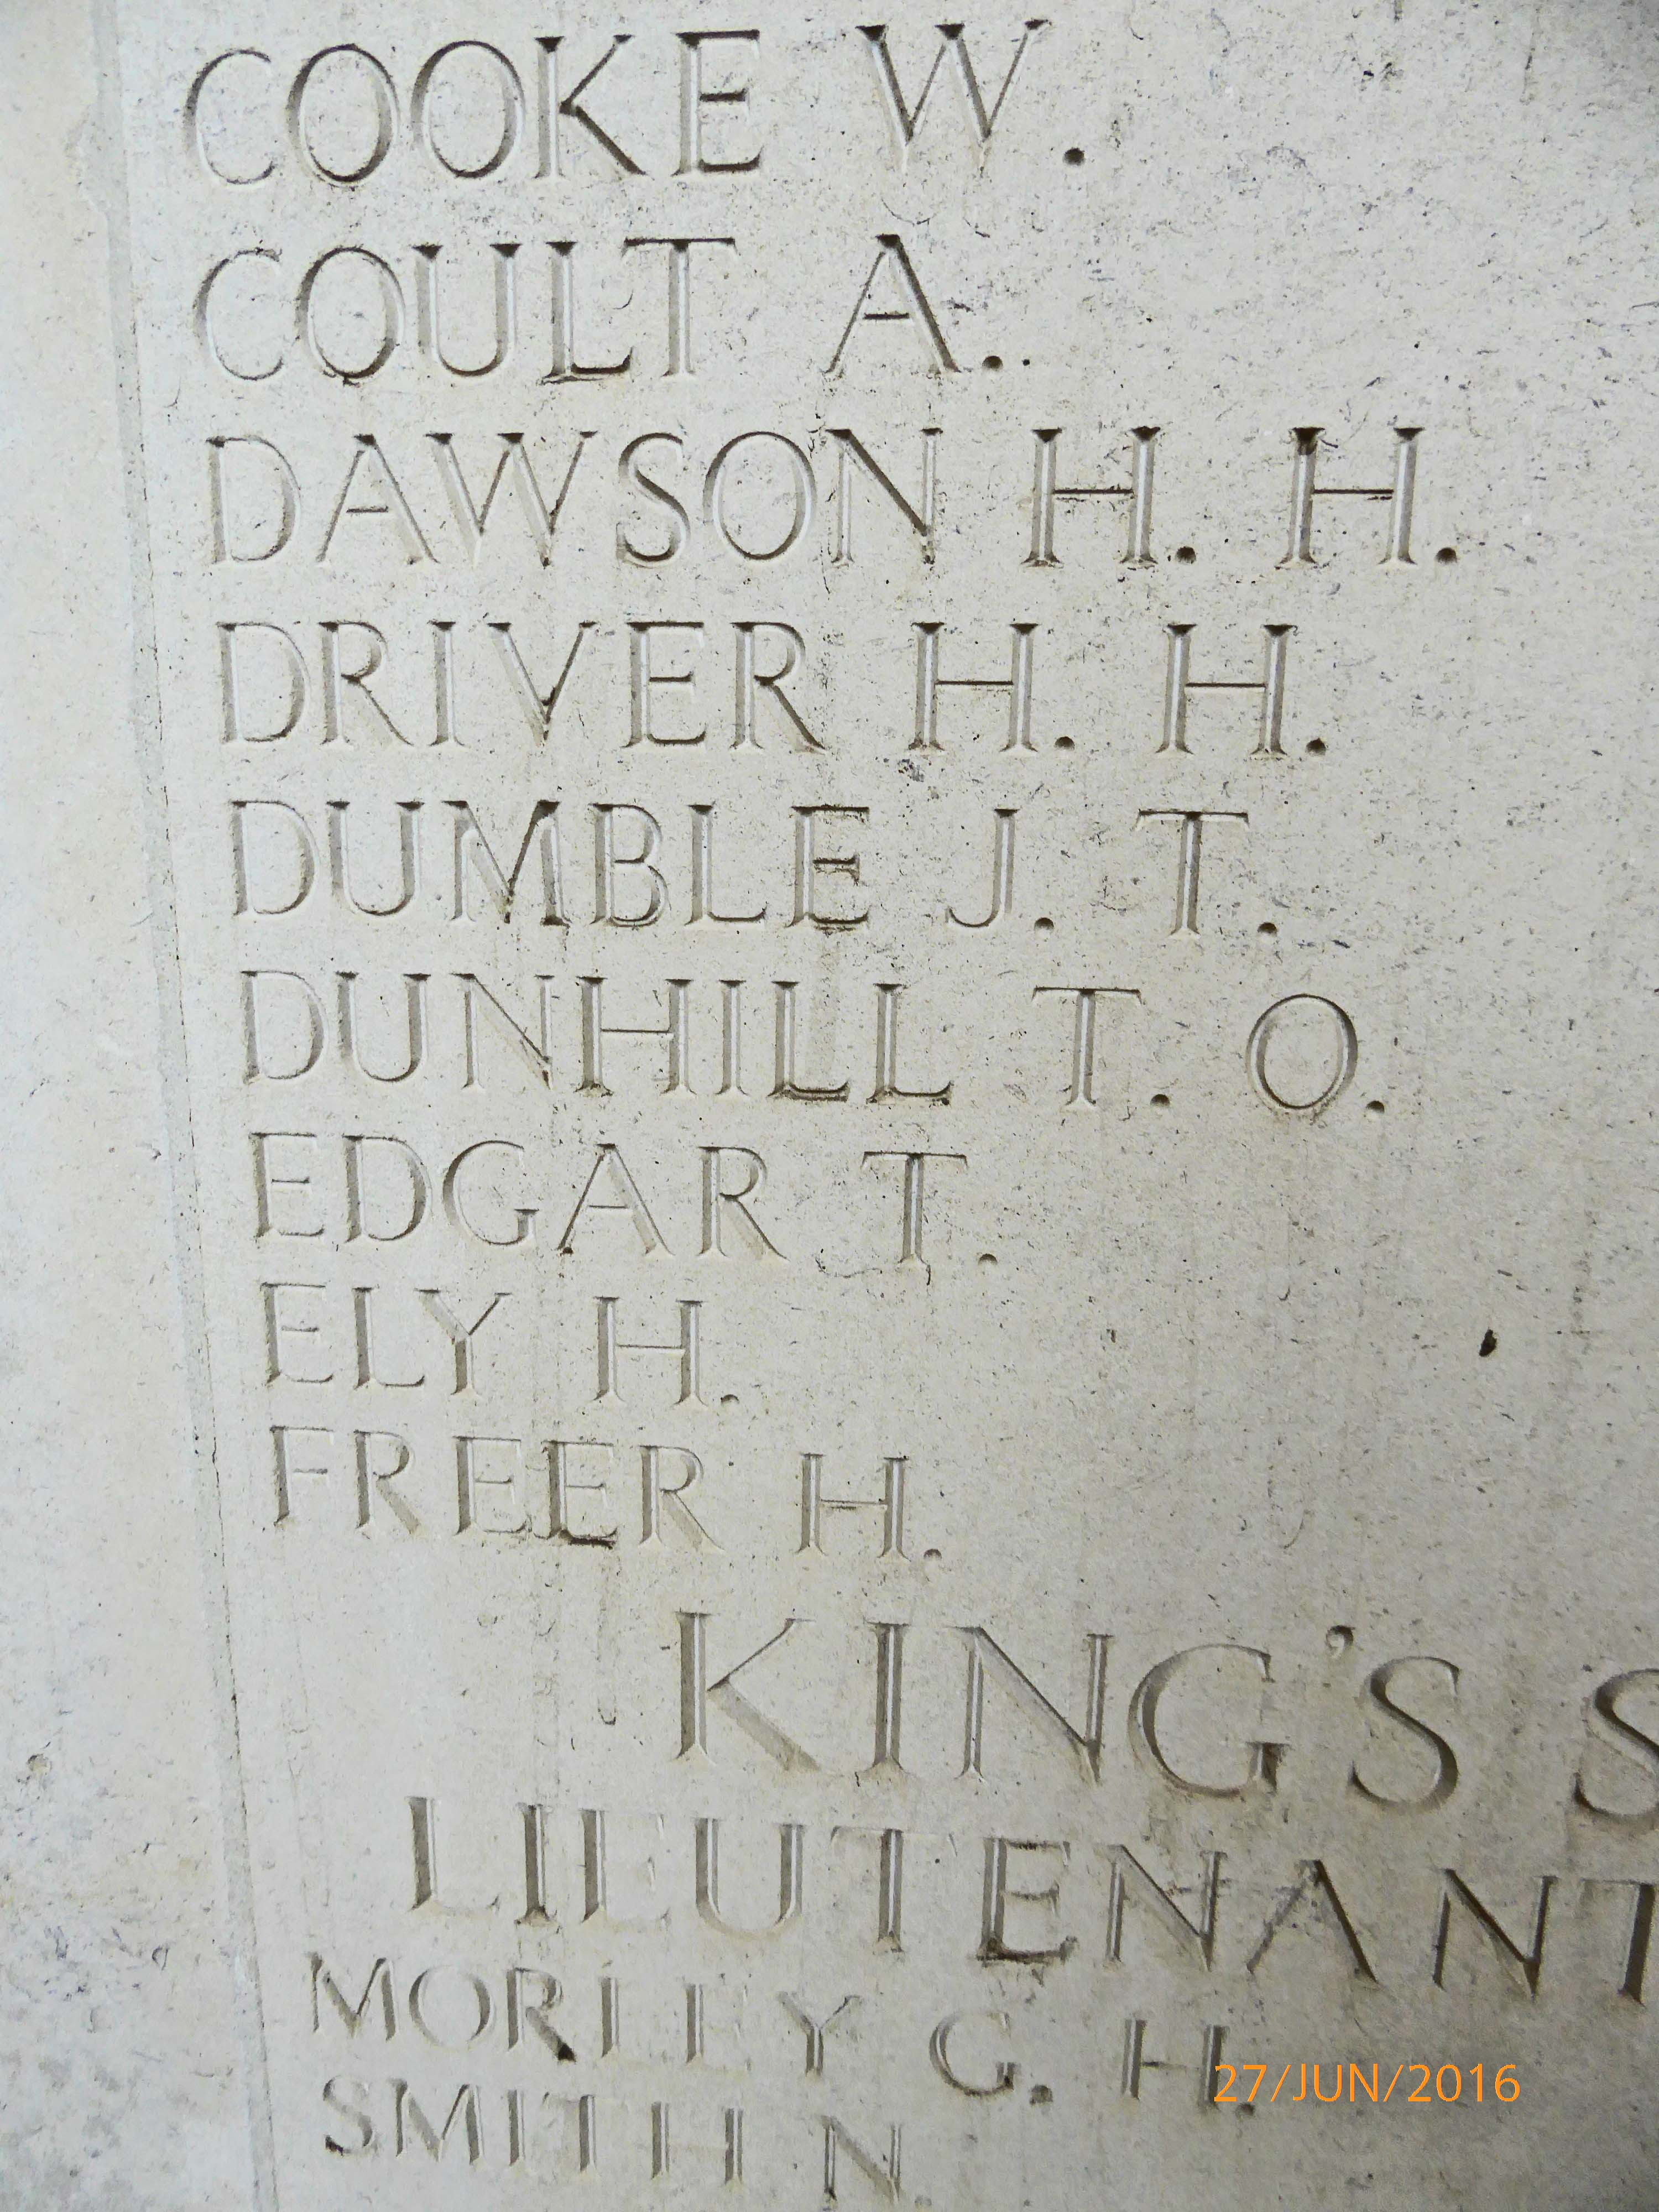 COOKE W.
COULT A.
DAWSON H. H.
DRIVER H. H.
DUMBLE J. T.
DUNHILL T. O.
EDGAR T.
ELY H.
FREER H.
KING'S S
LIEUTENANT
MORLEY G. H.
SMITH N.
27/JUN/2016